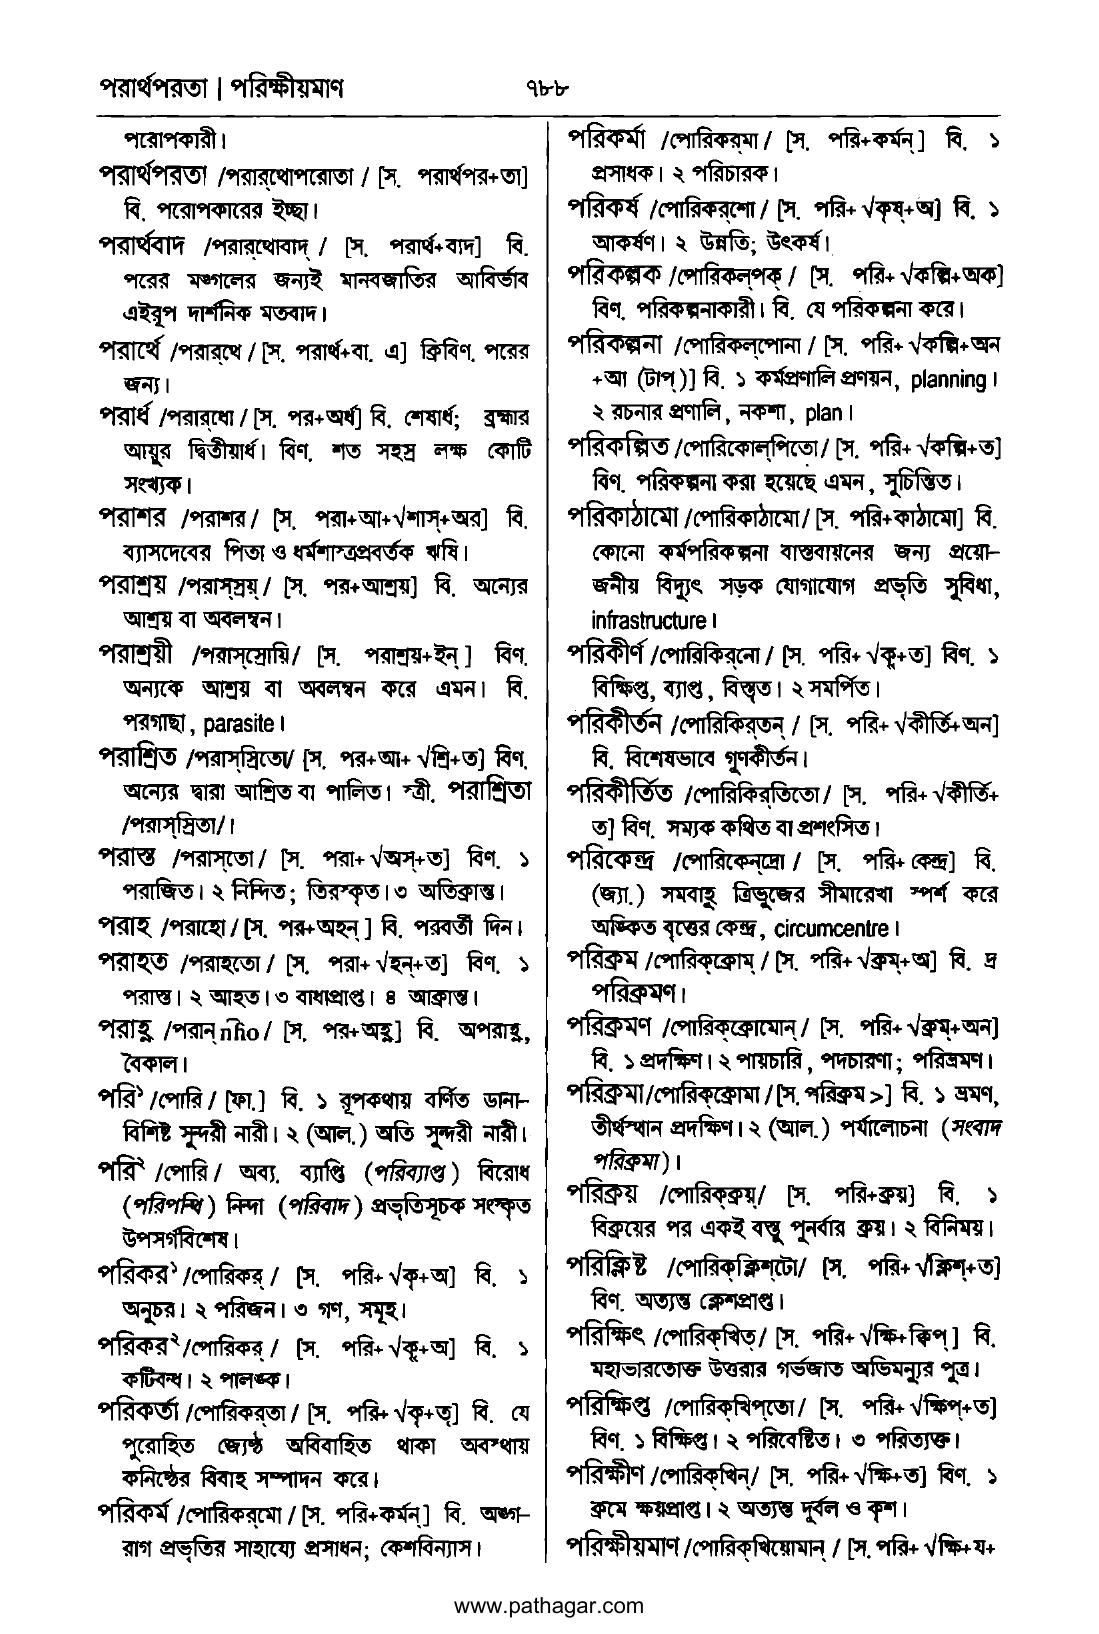 পরার্থপরতা | পরিক্ষীয়মাণ
৭৮৮
পরোপকারী।
পরার্থপরতা /পরার্‌থোপরোতা / [স. পরার্থপর+তা]
বি. পরোপকারের ইচ্ছা।
পরার্থবাদ /পরার্‌থোবাদ্ / [স. পরার্থ+বাদ] বি.
পরের মঙ্গলের জন্যই মানবজাতির আবির্ভাব
এইরূপ দার্শনিক মতবাদ।
পরার্থে /পরার্‌থে / [স. পরার্থ+বা. এ] ক্রিবিণ. পরের
জন্য।
পরার্ধ /পরার্‌ধো / [স. পর+অর্ধ] বি. শেষার্ধ; ব্রহ্মার
আয়ুর দ্বিতীয়ার্ধ। বিণ. শত সহস্র লক্ষ কোটি
সংখ্যক।
পরাশর /পরাশর / [স. পরা+আ+√শাস্+অর] বি.
ব্যাসদেবের পিতা ও ধর্মশাস্ত্রপ্রবর্তক ঋষি।
পরাশ্রয় /পরাস্‌স্রয়্ / [স. পর+আশ্রয়] বি. অন্যের
আশ্রয় বা অবলম্বন।
পরাশ্রয়ী /পরাস্‌স্রোয়ি/ [স. পরাশ্রয়+ইন্ ] বিণ.
অন্যকে আশ্রয় বা অবলম্বন করে এমন। বি.
পরগাছা, parasite।
পরাশ্রিত /পরাস্‌স্রিতো/ [স. পর+আ+ √শ্রি+ত] বিণ.
অন্যের দ্বারা আশ্রিত বা পালিত। স্ত্রী. পরাশ্রিতা
/পরাস্‌স্রিতা/।
পরাস্ত /পরাস্‌তো / [স. পরা+ √অস্+ত] বিণ. ১
পরাজিত। ২ নিন্দিত; তিরস্কৃত। ৩ অতিক্রান্ত।
পরাহ /পরাহো / [স. পর+অহন্ ] বি. পরবর্তী দিন।
পরাহত /পরাহতো / [স. পরা+ √হন্+ত] বিণ. ১
পরাস্ত। ২ আহত। ৩ বাধাপ্রাপ্ত। ৪ আক্রান্ত।
পরাহ্ণ /পরান্ n̂ho / [স. পর+অহ্ণ] বি. অপরাহ্ণ,
বৈকাল।
পরি১ /পোরি / [ফা.] বি. ১ রূপকথায় বর্ণিত ডানা-
বিশিষ্ট সুন্দরী নারী। ২ (আল.) অতি সুন্দরী নারী।
পরি২ /পোরি / অব্য. ব্যাপ্তি (পরিব্যাপ্ত) বিরোধ
(পরিপন্থি) নিন্দা (পরিবাদ) প্রভৃতিসূচক সংস্কৃত
উপসর্গবিশেষ।
পরিকর১ /পোরিকর্ / [স. পরি+ √কৃ+অ] বি. ১
অনুচর। ২ পরিজন। ৩ গণ, সমূহ।
পরিকর২ /পোরিকর্ / [স. পরি+ √কৄ+অ] বি. ১
কটিবন্ধ। ২ পালঙ্ক।
পরিকর্তা /পোরিকর্‌তা / [স. পরি+ √কৃ+তৃ] বি. যে
পুরোহিত জ্যেষ্ঠ অবিবাহিত থাকা অবস্থায়
কনিষ্ঠের বিবাহ সম্পাদন করে।
পরিকর্ম /পোরিকর্‌মো / [স. পরি+কর্মন্] বি. অঙ্গ-
রাগ প্রভৃতির সাহায্যে প্রসাধন; কেশবিন্যাস।
পরিকর্মা /পোরিকর্‌মা / [স. পরি+কর্মন্ ] বি. ১
প্রসাধক। ২ পরিচারক।
পরিকর্ষ /পোরিকর্‌শো / [স. পরি+ √কৃষ্+অ] বি. ১
আকর্ষণ। ২ উন্নতি; উৎকর্ষ।
পরিকল্পক /পোরিকল্‌পক্ / [স. পরি+ √কল্পি+অক]
বিণ. পরিকল্পনাকারী। বি. যে পরিকল্পনা করে।
পরিকল্পনা /পোরিকল্‌পোনা / [স. পরি+ √কল্পি+অন
+আ (টাপ্)] বি. ১ কর্মপ্রণালি প্রণয়ন, planning।
২ রচনার প্রণালি, নকশা, plan।
পরিকল্পিত /পোরিকোল্‌পিতো/ [স. পরি+ √কল্পি+ত]
বিণ. পরিকল্পনা করা হয়েছে এমন, সুচিন্তিত।
পরিকাঠামো /পোরিকাঠামো/ [স. পরি+কাঠামো] বি.
কোনো কর্মপরিকল্পনা বাস্তবায়নের জন্য প্রয়ো-
জনীয় বিদ্যুৎ সড়ক যোগাযোগ প্রভৃতি সুবিধা,
infrastructure।
পরিকীর্ণ /পোরিকির্‌নো / [স. পরি+ √কৄ+ত] বিণ. ১
বিক্ষিপ্ত, ব্যাপ্ত, বিস্তৃত। ২ সমর্পিত।
পরিকীর্তন /পোরিকির্‌তন্ / [স. পরি+ √কীর্তি+অন]
বি. বিশেষভাবে গুণকীর্তন।
পরিকীর্তিত /পোরিকির্‌তিতো / [স. পরি+ √কীর্তি+
ত] বিণ. সম্যক কথিত বা প্রশংসিত।
পরিকেন্দ্র /পোরিকেন্‌দ্রো / [স. পরি+ কেন্দ্র] বি.
(জ্যা.) সমবাহু ত্রিভুজের সীমারেখা স্পর্শ করে
অঙ্কিত বৃত্তের কেন্দ্র, circumcentre।
পরিক্রম /পোরিক্‌ক্রোম্ / [স. পরি+ √ক্রম্+অ] বি. দ্র
পরিক্রমণ।
পরিক্রমণ /পোরিক্‌ক্রোমোন্ / [স. পরি+ √ক্রম্+অন]
বি. ১ প্রদক্ষিণ। ২ পায়চারি, পদচারণা; পরিভ্রমণ।
পরিক্রমা /পোরিক্‌ক্রোমা / [স. পরিক্রম >] বি. ১ ভ্রমণ,
তীর্থস্থান প্রদক্ষিণ। ২ (আল.) পর্যালোচনা (সংবাদ
পরিক্রমা)।
পরিক্রয় /পোরিক্‌ক্রয়্/ [স. পরি+ক্রয়] বি. ১
বিক্রয়ের পর একই বস্তু পুনর্বার ক্রয়। ২ বিনিময়।
পরিক্লিষ্ট /পোরিক্‌ক্লিশ্‌টো/ [স. পরি+ √ক্লিশ্+ত]
বিণ. অত্যন্ত ক্লেশপ্রাপ্ত।
পরিক্ষিৎ /পোরিক্‌খিত্/ [স. পরি+ √ক্ষি+ক্বিপ্ ] বি.
মহাভারতোক্ত উত্তরার গর্ভজাত অভিমন্যুর পুত্র।
পরিক্ষিপ্ত /পোরিক্‌খিপ্‌তো / [স. পরি+ √ক্ষিপ্+ত]
বিণ. ১ বিক্ষিপ্ত। ২ পরিবেষ্টিত। ৩ পরিত্যক্ত।
পরিক্ষীণ /পোরিক্‌খিন্/ [স. পরি+ √ক্ষি+ত] বিণ. ১
ক্রমে ক্ষয়প্রাপ্ত। ২ অত্যন্ত দুর্বল ও কৃশ।
পরিক্ষীয়মাণ /পোরিক্‌খিয়োমান্ / [স. পরি+ √ক্ষি+য+
www.pathagar.com